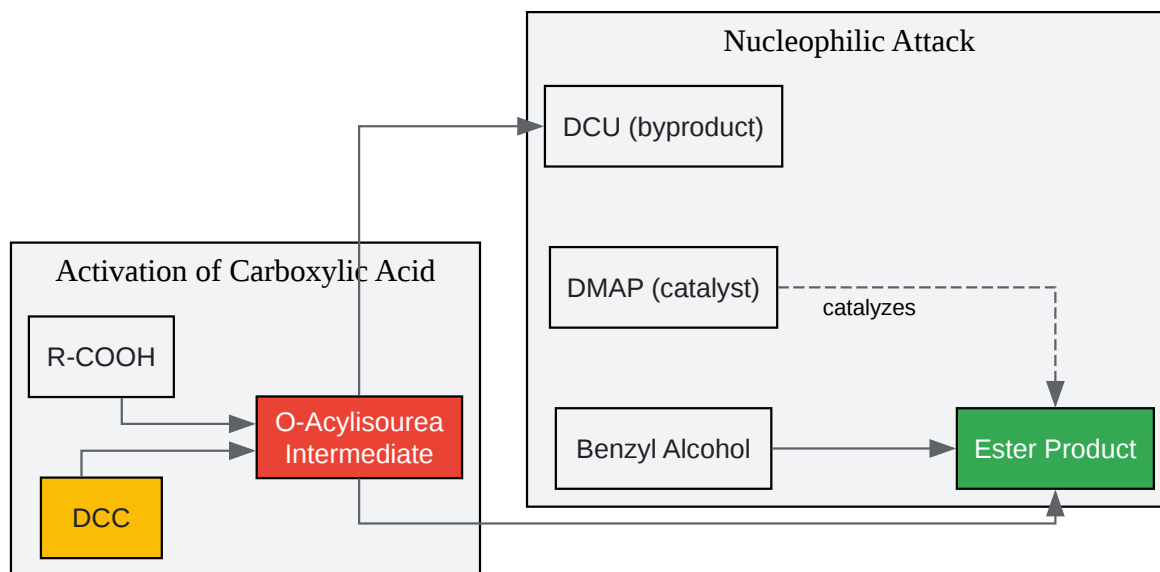 Nucleophilic Attack
DCU (byproduct)
Activation of Carboxylic Acid
DMAP (catalyst)
catalyzes
R-COOH
O-Acylisourea
Intermediate
Benzyl Alcohol
Ester Product
DCC